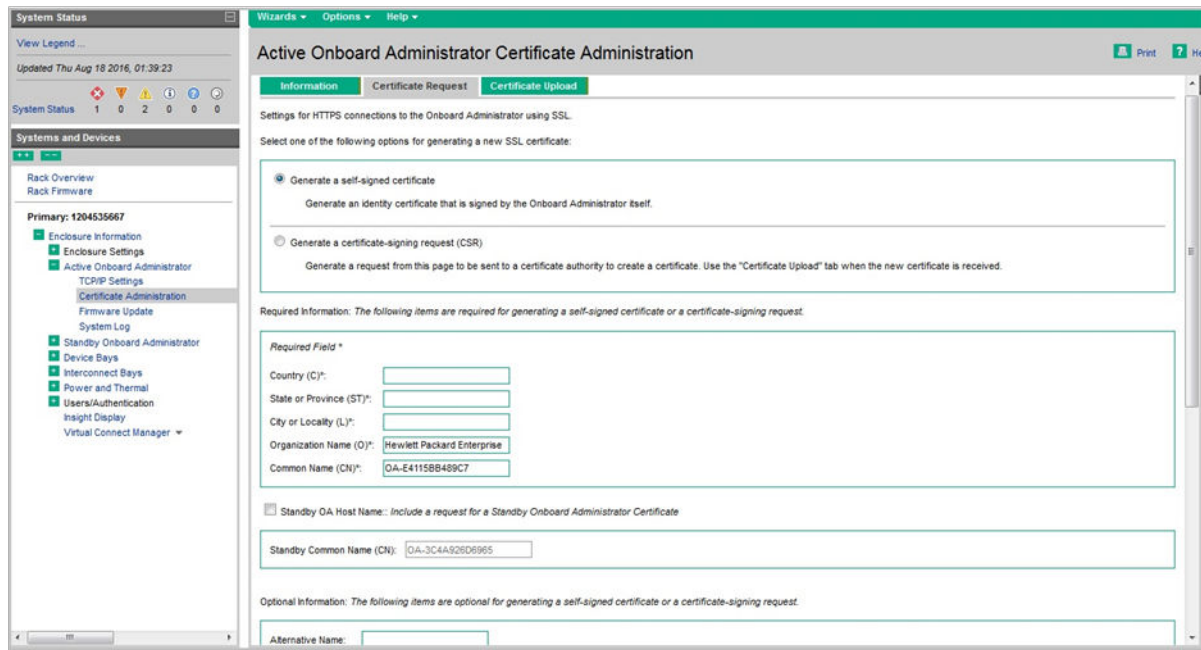 System Status
View Legend ...
Updated Thu Aug 18 2016, 01:39:23
System Status 1 0 2 0 0 0
Systems and Devices
Rack Overview
Rack Firmware
Primary: 1204535667
Enclosure Information
Enclosure Settings
Active Onboard Administrator
TCP/IP Settings
Certificate Administration
Firmware Update
System Log
Standby Onboard Administrator
Device Bays
Interconnect Bays
Power and Thermal
Users/Authentication
Insight Display
Virtual Connect Manager
Wizards Options Help
Active Onboard Administrator Certificate Administration
Print ? He
Information Certificate Request Certificate Upload
Settings for HTTPS connections to the Onboard Administrator using SSL.
Select one of the following options for generating a new SSL certificate:
Generate a self-signed certificate
Generate an identity certificate that is signed by the Onboard Administrator itself.
Generate a certificate-signing request (CSR)
Generate a request from this page to be sent to a certificate authority to create a certificate. Use the "Certificate Upload" tab when the new certificate is received.
Required Information: The following items are required for generating a self-signed certificate or a certificate-signing request.
Required Field *
Country (C)*:
State or Province (ST)*:
City or Locality (L)*:
Organization Name (O)*: Hewlett Packard Enterprise
Common Name (CN)*: OA-E4115BB489C7
Standby OA Host Name:: Include a request for a Standby Onboard Administrator Certificate
Standby Common Name (CN): OA-3C4A926D6965
Optional Information: The following items are optional for generating a self-signed certificate or a certificate-signing request.
Alternative Name: